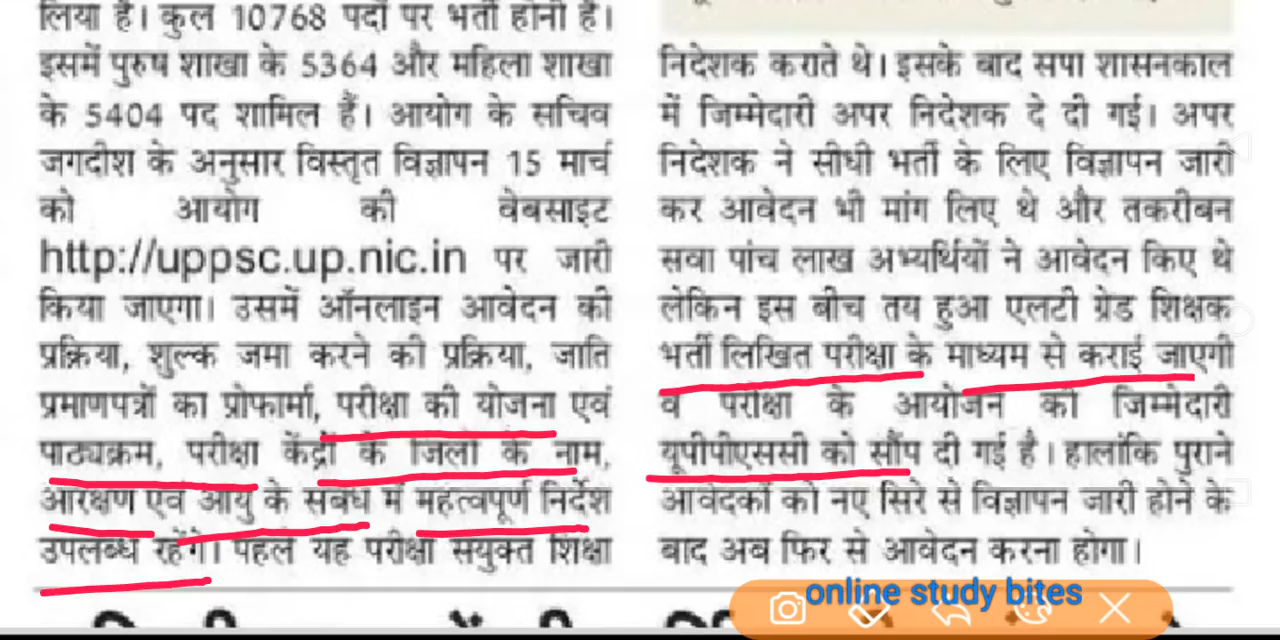 लिया है। कुल 10768 पदों पर भर्ती होनी है।
इसमें पुरुष शाखा के 5364 और महिला शाखा
के 5404 पद शामिल हैं। आयोग के सचिव
जगदीश के अनुसार विस्तृत विज्ञापन 15 मार्च
को आयोग की वेबसाइट
http://uppsc.up.nic.in पर जारी
किया जाएगा। उसमें ऑनलाइन आवेदन की
प्रक्रिया, शुल्क जमा करने की प्रक्रिया, जाति
प्रमाणपत्रों का प्रोफार्मा, परीक्षा की योजना एवं
पाठ्यक्रम, परीक्षा केंद्रों के जिलों के नाम,
आरक्षण एवं आयु के संबंध में महत्वपूर्ण निर्देश
उपलब्ध रहेंगे। पहले यह परीक्षा संयुक्त शिक्षा
निदेशक कराते थे। इसके बाद सपा शासनकाल
में जिम्मेदारी अपर निदेशक दे दी गई। अपर
निदेशक ने सीधी भर्ती के लिए विज्ञापन जारी
कर आवेदन भी मांग लिए थे और तकरीबन
सवा पांच लाख अभ्यर्थियों ने आवेदन किए थे
लेकिन इस बीच तय हुआ एलटी ग्रेड शिक्षक
भर्ती लिखित परीक्षा के माध्यम से कराई जाएगी
व परीक्षा के आयोजन की जिम्मेदारी
यूपीपीएससी को सौंप दी गई है। हालांकि पुराने
आवेदकों को नए सिरे से विज्ञापन जारी होने के
बाद अब फिर से आवेदन करना होगा।
online study bites